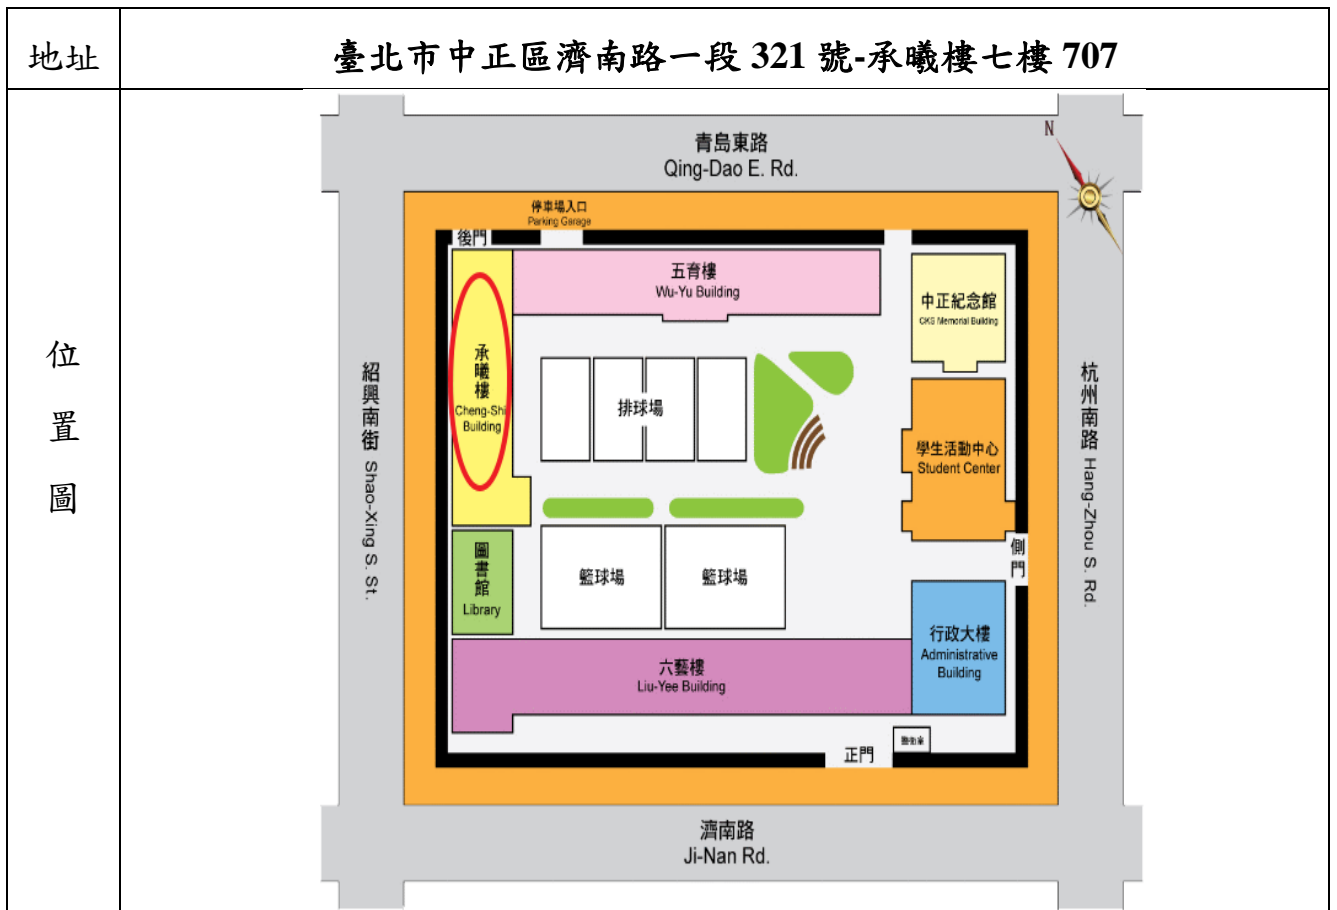 地址
臺北市中正區濟南路一段 321 號-承曦樓七樓 707
位置圖
青島東路
Qing-Dao E. Rd.
N
停車場入口
Parking Garage
後門
五育樓
Wu-Yu Building
中正紀念館
CKS Memorial Building
承曦樓
Cheng-Shi
Building
排球場
紹興南街 Shao-Xing S. St.
杭州南路 Hang-Zhou S. Rd.
學生活動中心
Student Center
側門
圖書館
Library
籃球場
籃球場
行政大樓
Administrative
Building
六藝樓
Liu-Yee Building
警衛室
正門
濟南路
Ji-Nan Rd.